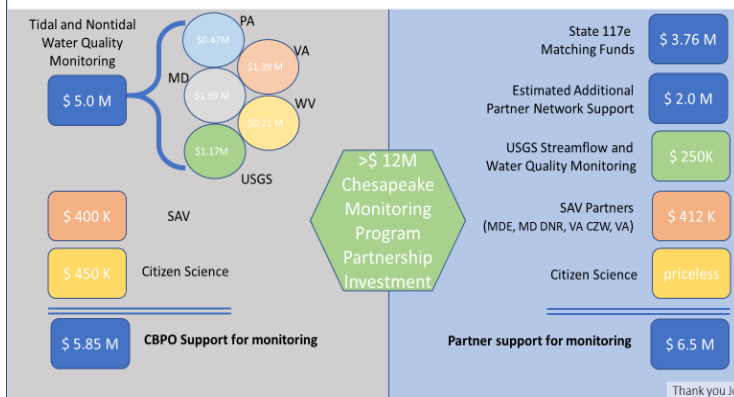 Tidal and Nontidal
Water Quality
Monitoring
$ 5.0 M
PA
$0.47M
VA
$1.39 M
MD
$1.69 M
WV
$0.21 M
$1.17M
USGS
$ 400 K
SAV
$ 450 K
Citizen Science
$ 5.85 M
CBPO Support for monitoring
>$ 12M
Chesapeake
Monitoring
Program
Partnership
Investment
State 117e
Matching Funds
$ 3.76 M
Estimated Additional
Partner Network Support
$ 2.0 M
USGS Streamflow and
Water Quality Monitoring
$ 250K
SAV Partners
(MDE, MD DNR, VA CZW, VA)
$ 412 K
Citizen Science
priceless
Partner support for monitoring
$ 6.5 M
Thank you